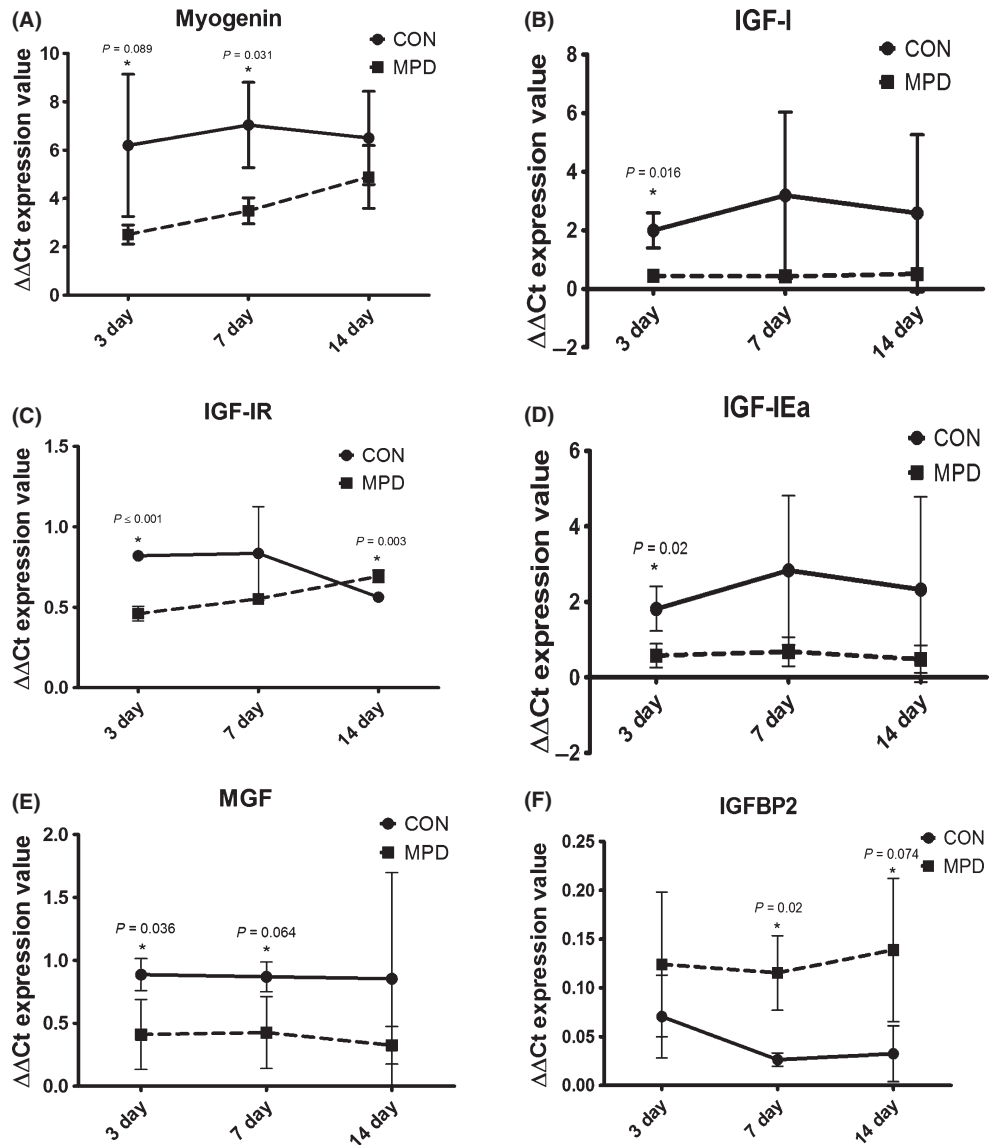 (A)
Myogenin
CON
MPD
P = 0.089
*
P = 0.031
*
ΔΔCt expression value
10
8
6
4
2
0
3 day
7 day
14 day
(B)
IGF-I
CON
MPD
P = 0.016
*
ΔΔCt expression value
8
6
4
2
0
–2
3 day
7 day
14 day
(C)
IGF-IR
CON
MPD
P ≤ 0.001
*
P = 0.003
*
ΔΔCt expression value
1.5
1.0
0.5
0.0
3 day
7 day
14 day
(D)
IGF-IEa
CON
MPD
P = 0.02
*
ΔΔCt expression value
6
4
2
0
–2
3 day
7 day
14 day
(E)
MGF
CON
MPD
P = 0.036
*
P = 0.064
*
ΔΔCt expression value
2.0
1.5
1.0
0.5
0.0
3 day
7 day
14 day
(F)
IGFBP2
CON
MPD
P = 0.074
*
P = 0.02
*
ΔΔCt expression value
0.25
0.20
0.15
0.10
0.05
0.00
3 day
7 day
14 day